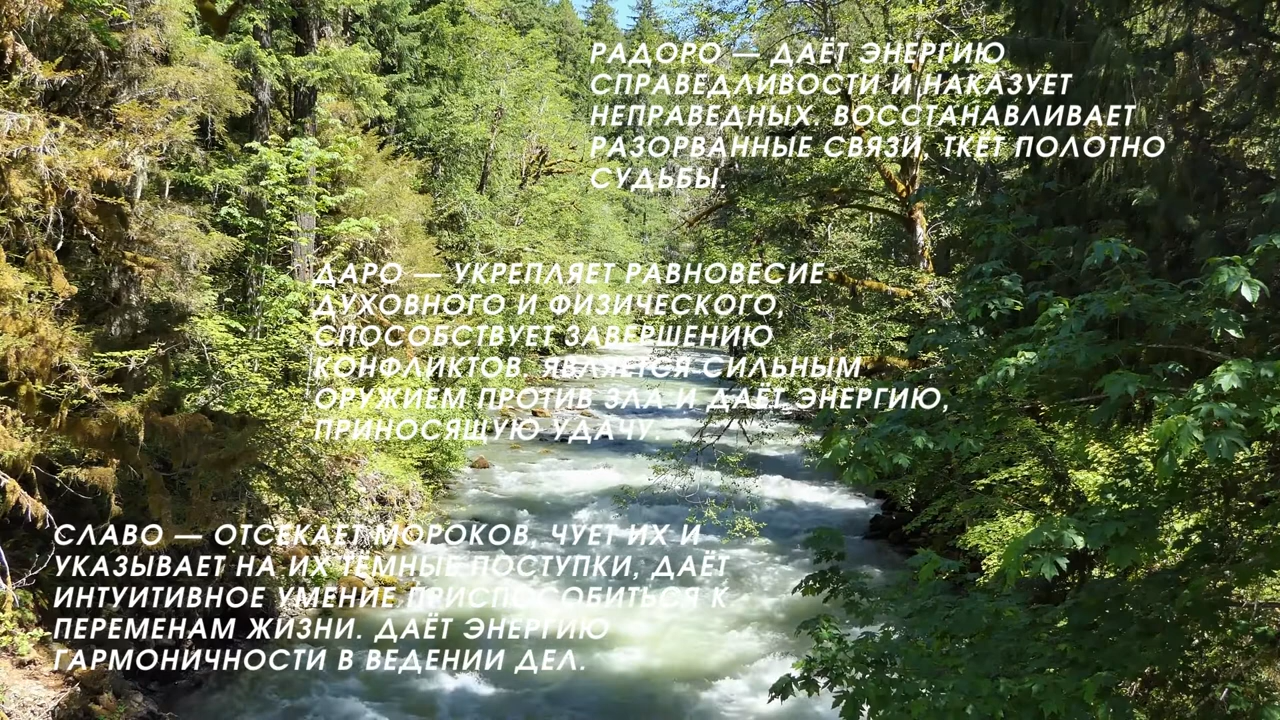 РАДОРО — ДАЁТ ЭНЕРГИЮ
СПРАВЕДЛИВОСТИ И НАКАЗУЕТ
НЕПРАВЕДНЫХ. ВОССТАНАВЛИВАЕТ
РАЗОРВАННЫЕ СВЯЗИ, ТКЁТ ПОЛОТНО
СУДЬБЫ.
ДАРО — УКРЕПЛЯЕТ РАВНОВЕСИЕ
ДУХОВНОГО И ФИЗИЧЕСКОГО,
СПОСОБСТВУЕТ ЗАВЕРШЕНИЮ
КОНФЛИКТОВ. ЯВЛЯЕТСЯ СИЛЬНЫМ
ОРУЖИЕМ ПРОТИВ ЗЛА И ДАЁТ ЭНЕРГИЮ,
ПРИНОСЯЩУЮ УДАЧУ.
СЛАВО — ОТСЕКАЕТ МОРОКОВ, ЧУЕТ ИХ И
УКАЗЫВАЕТ НА ИХ ТЁМНЫЕ ПОСТУПКИ, ДАЁТ
ИНТУИТИВНОЕ УМЕНИЕ ПРИСПОСОБИТЬСЯ К
ПЕРЕМЕНАМ ЖИЗНИ. ДАЁТ ЭНЕРГИЮ
ГАРМОНИЧНОСТИ В ВЕДЕНИИ ДЕЛ.